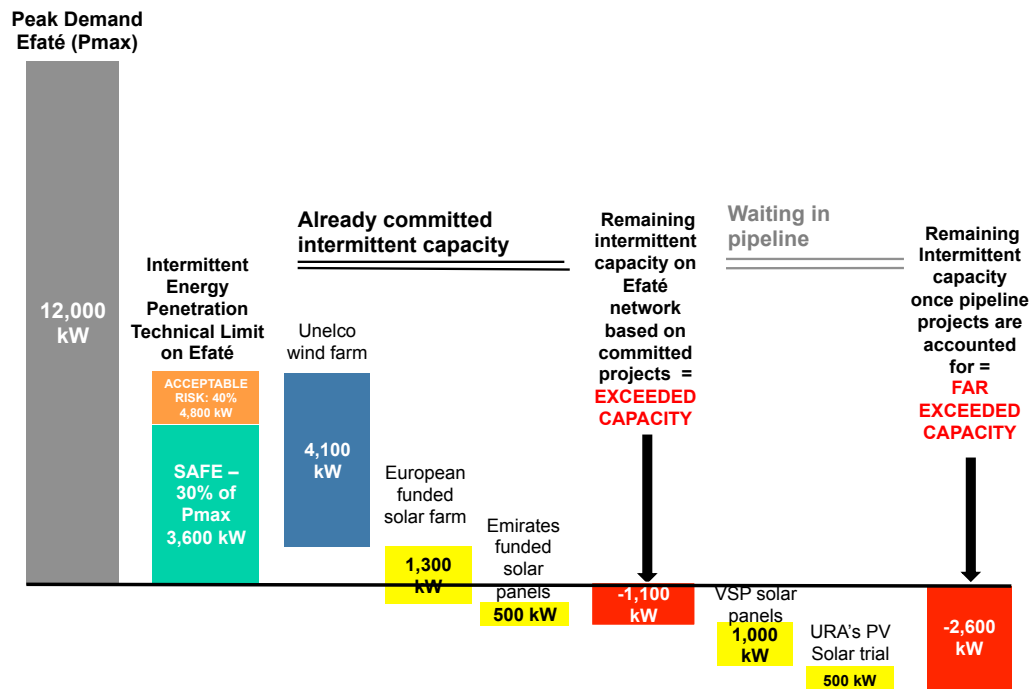 Peak Demand
Efaté (Pmax)
12,000
kW
Intermittent
Energy
Penetration
Technical Limit
on Efaté
ACCEPTABLE
RISK: 40%
4,800 kW
SAFE –
30% of
Pmax
3,600 kW
Already committed
intermittent capacity
Unelco
wind farm
4,100
kW
European
funded
solar farm
1,300
kW
Emirates
funded
solar
panels
500 kW
Remaining
intermittent
capacity on
Efaté
network
based on
committed
projects =
EXCEEDED
CAPACITY
-1,100
kW
Waiting in
pipeline
VSP solar
panels
1,000
kW
URA's PV
Solar trial
500 kW
Remaining
Intermittent
capacity
once pipeline
projects are
accounted
for =
FAR
EXCEEDED
CAPACITY
-2,600
kW